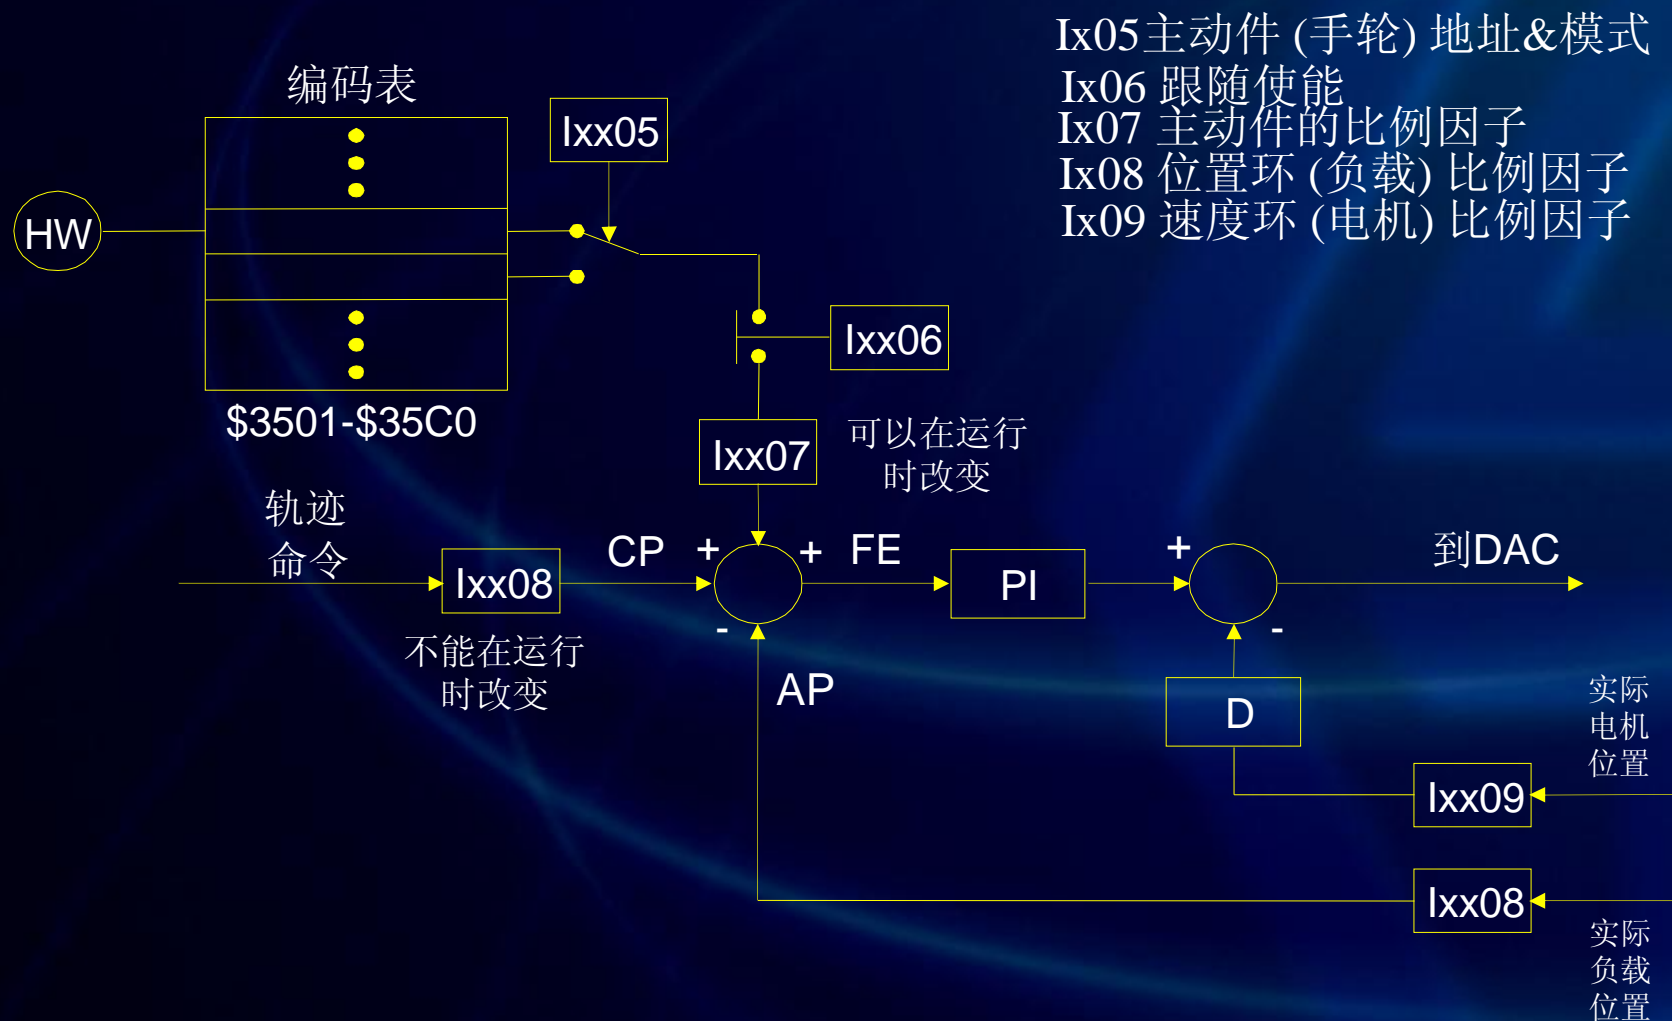 Ix05主动件 (手轮) 地址&模式
Ix06 跟随使能
Ix07 主动件的比例因子
Ix08 位置环 (负载) 比例因子
Ix09 速度环 (电机) 比例因子
编码表
Ixx05
HW
Ixx06
$3501-$35C0
Ixx07
可以在运行
时改变
轨迹
命令
Ixx08
CP
+
+
FE
PI
+
到DAC
-
-
不能在运行
时改变
AP
D
实际
电机
位置
Ixx09
Ixx08
实际
负载
位置